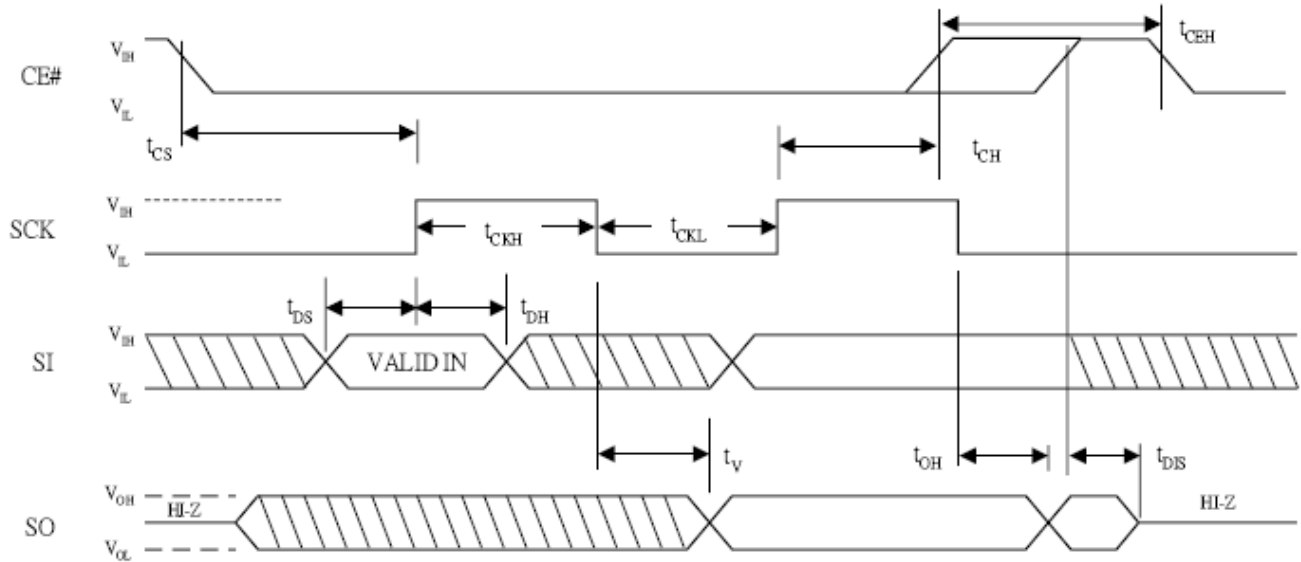 V_IH
CE#
V_IL
t_CEH
t_CS
t_CH
V_IH
SCK
V_IL
t_CKH
t_CKL
t_DS
t_DH
V_IH
SI
VALID IN
V_IL
t_V
t_OH
t_DIS
V_OH
HI-Z
HI-Z
SO
V_OL